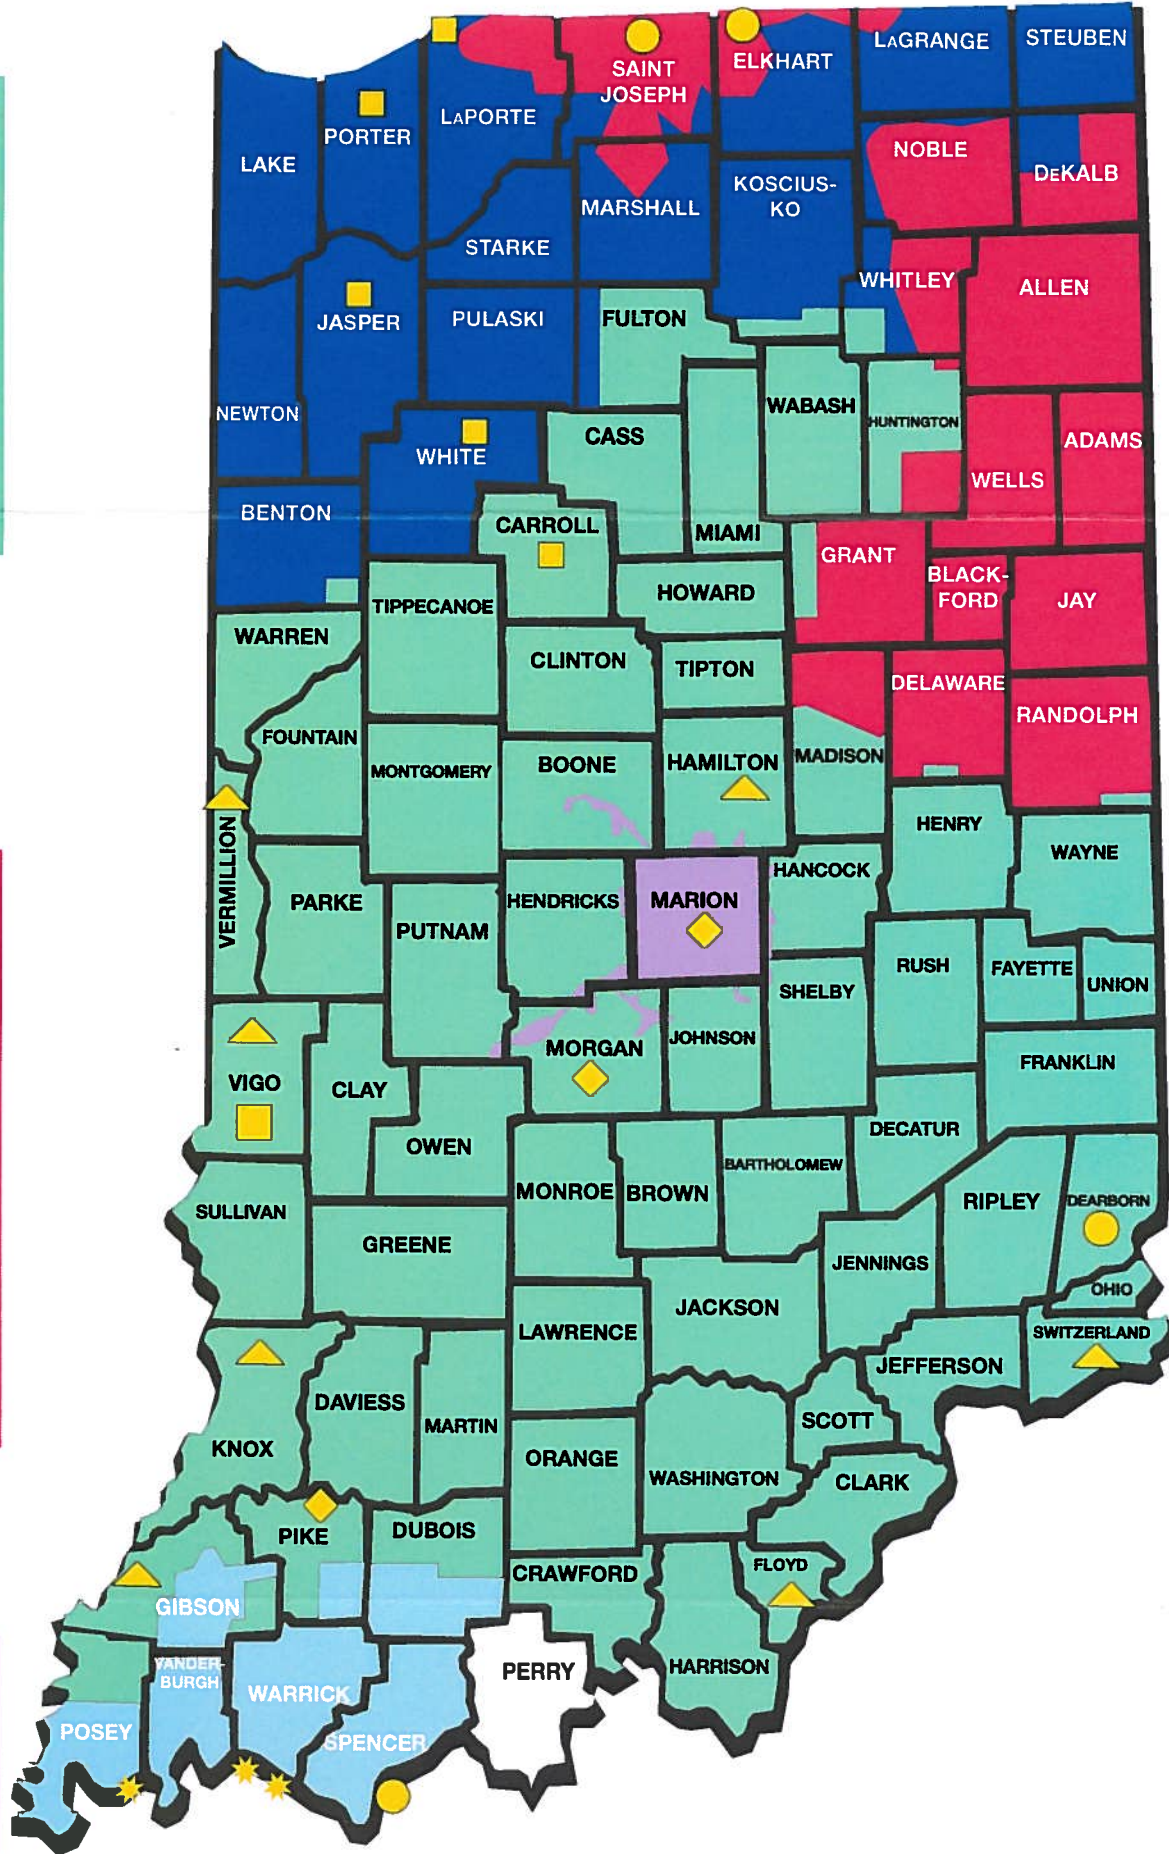 LAGRANGE
STEUBEN
ELKHART
SAINT
JOSEPH
LAPORTE
PORTER
LAKE
NOBLE
DEKALB
KOSCIUS-
KO
MARSHALL
STARKE
WHITLEY
ALLEN
JASPER
PULASKI
FULTON
NEWTON
WABASH
HUNTINGTON
CASS
WHITE
ADAMS
WELLS
BENTON
CARROLL
MIAMI
GRANT
BLACK-
FORD
JAY
HOWARD
TIPPECANOE
WARREN
CLINTON
TIPTON
DELAWARE
RANDOLPH
FOUNTAIN
MONTGOMERY
BOONE
HAMILTON
MADISON
HENRY
WAYNE
VERMILLION
PARKE
PUTNAM
HENDRICKS
MARION
HANCOCK
RUSH
FAYETTE
UNION
SHELBY
JOHNSON
MORGAN
FRANKLIN
VIGO
CLAY
OWEN
DECATUR
BARTHOLOMEW
MONROE
BROWN
RIPLEY
DEARBORN
SULLIVAN
GREENE
JENNINGS
OHIO
JACKSON
LAWRENCE
SWITZERLAND
JEFFERSON
DAVIESS
MARTIN
SCOTT
KNOX
ORANGE
WASHINGTON
CLARK
PIKE
DUBOIS
CRAWFORD
FLOYD
GIBSON
VANDER-
BURGH
WARRICK
PERRY
HARRISON
POSEY
SPENCER